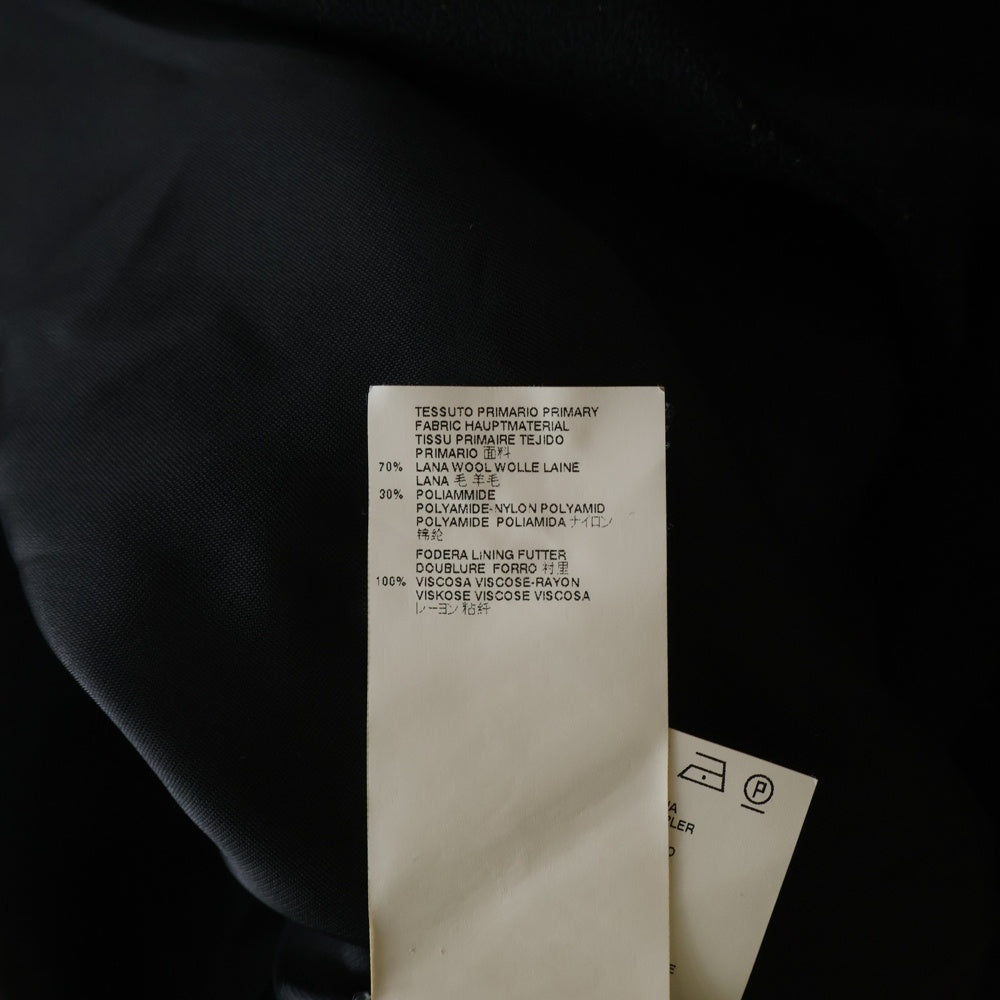 TESSUTO PRIMARIO PRIMARY
FABRIC HAUPTMATERIAL
TISSU PRIMAIRE TEJIDO
PRIMARIO 面料
70% LANA WOOL WOLLE LAINE
LANA 毛 羊毛
30% POLIAMMIDE
POLYAMIDE-NYLON POLYAMID
POLYAMIDE POLIAMIDA ナイロン
锦纶
FODERA LINING FUTTER
DOUBLURE FORRO 村里
100% VISCOSA VISCOSE-RAYON
VISKOSE VISCOSE VISCOSA
レーヨン 粘纤
P